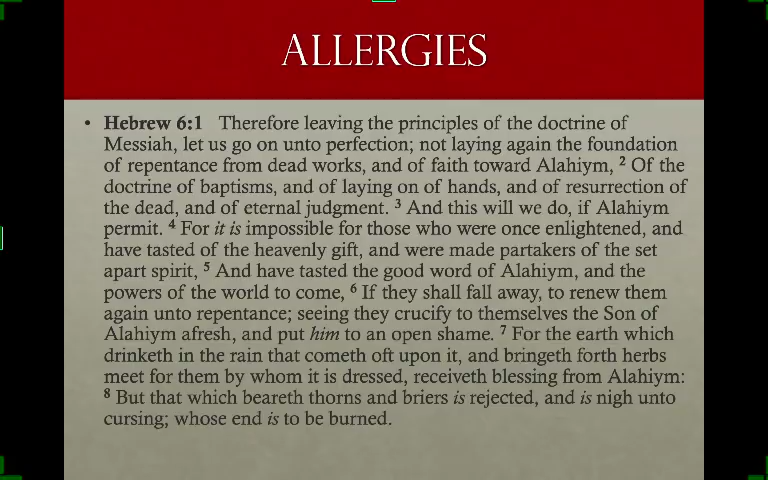 ALLERGIES
• Hebrew 6:1 Therefore leaving the principles of the doctrine of
Messiah, let us go on unto perfection; not laying again the foundation
of repentance from dead works, and of faith toward Alahiym, 2 Of the
doctrine of baptisms, and of laying on of hands, and of resurrection of
the dead, and of eternal judgment. 3 And this will we do, if Alahiym
permit. 4 For it is impossible for those who were once enlightened, and
have tasted of the heavenly gift, and were made partakers of the set
apart spirit, 5 And have tasted the good word of Alahiym, and the
powers of the world to come, 6 If they shall fall away, to renew them
again unto repentance; seeing they crucify to themselves the Son of
Alahiym afresh, and put him to an open shame. 7 For the earth which
drinketh in the rain that cometh oft upon it, and bringeth forth herbs
meet for them by whom it is dressed, receiveth blessing from Alahiym:
8 But that which beareth thorns and briers is rejected, and is nigh unto
cursing; whose end is to be burned.